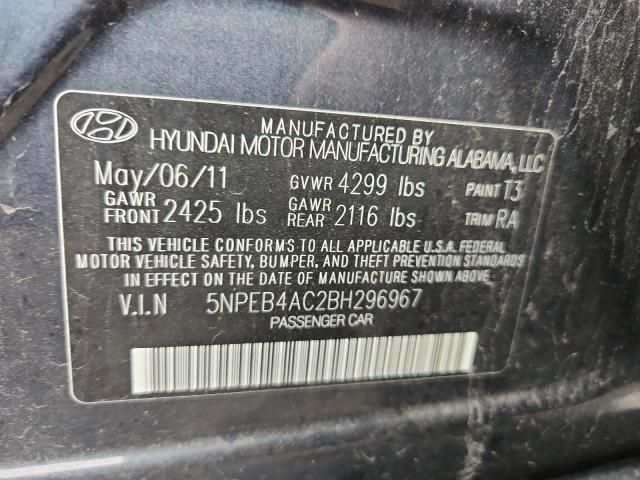 MANUFACTURED BY
HYUNDAI MOTOR MANUFACTURING ALABAMA, LLC
May/06/11 GVWR 4299 lbs PAINT T3
GAWR FRONT 2425 lbs GAWR REAR 2116 lbs TRIM RA
THIS VEHICLE CONFORMS TO ALL APPLICABLE U.S.A. FEDERAL
MOTOR VEHICLE SAFETY, BUMPER, AND THEFT PREVENTION STANDARDS
IN EFFECT ON THE DATE OF MANUFACTURE SHOWN ABOVE.
V.I.N 5NPEB4AC2BH296967
PASSENGER CAR